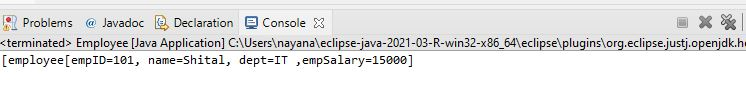 Problems @ Javadoc Declaration Console
<terminated> Employee [Java Application] C:\Users\nayana\eclipse-java-2021-03-R-win32-x86_64\eclipse\plugins\org.eclipse.justj.openjdk.ho
[employee[empID=101, name=Shital, dept=IT ,empSalary=15000]